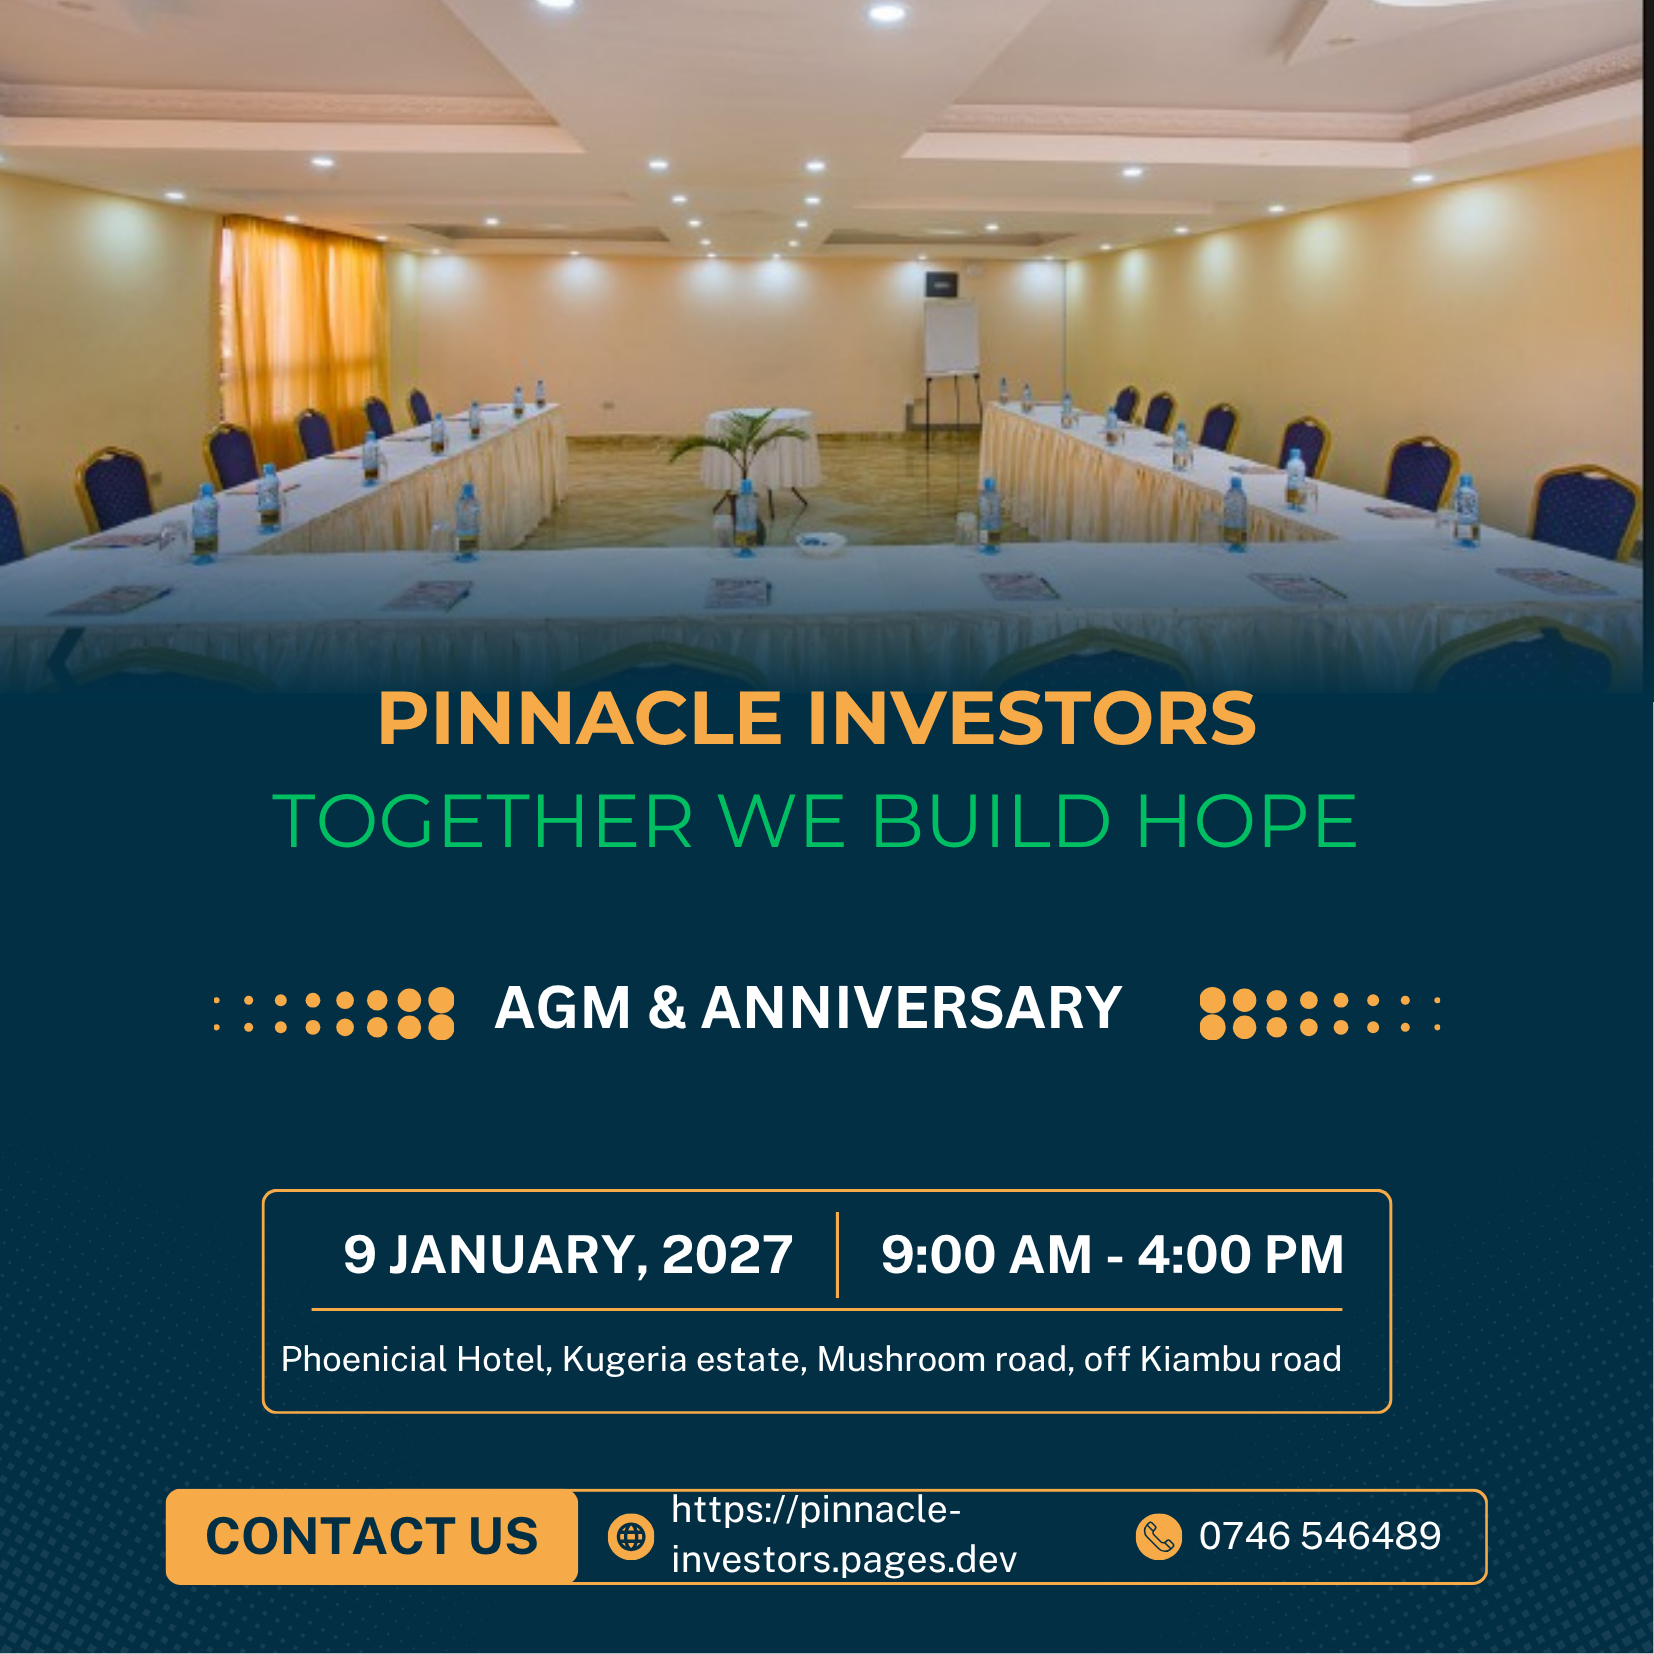 PINNACLE INVESTORS
TOGETHER WE BUILD HOPE
AGM & ANNIVERSARY
9 JANUARY, 2027
9:00 AM - 4:00 PM
Phoenicial Hotel, Kugeria estate, Mushroom road, off Kiambu road
CONTACT US
https://pinnacle-
investors.pages.dev
0746 546489